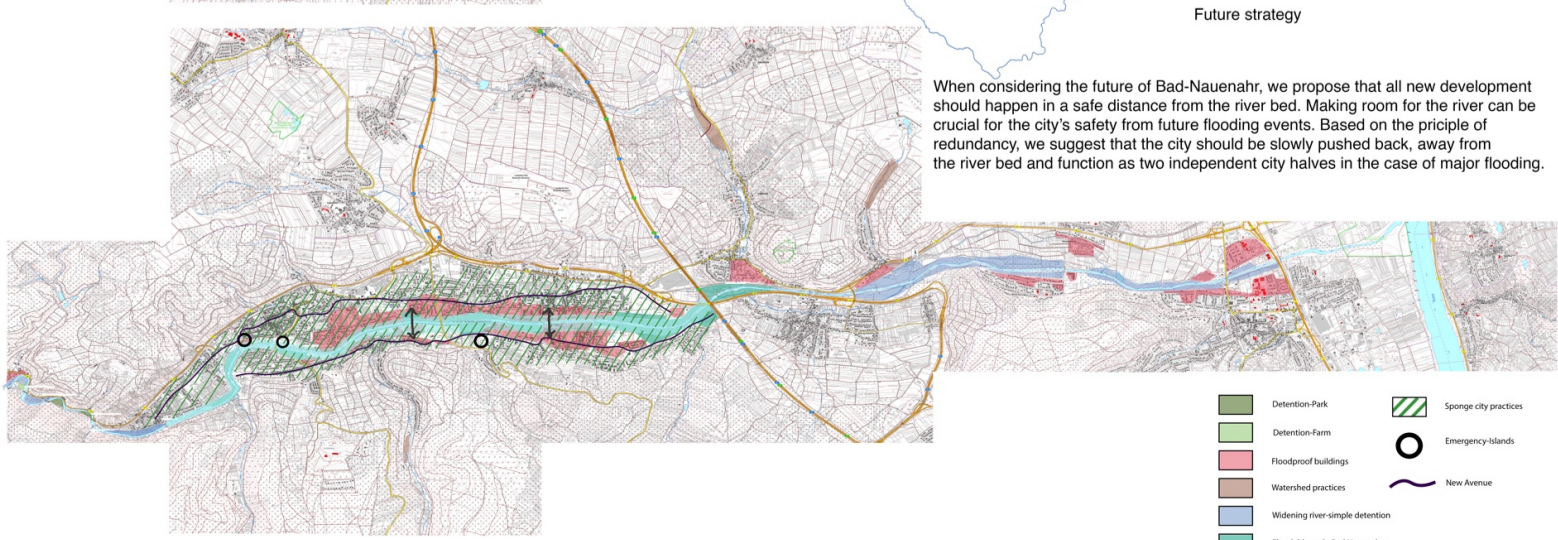 Future strategy
When considering the future of Bad-Nauenahr, we propose that all new development
should happen in a safe distance from the river bed. Making room for the river can be
crucial for the city's safety from future flooding events. Based on the priciple of
redundancy, we suggest that the city should be slowly pushed back, away from
the river bed and function as two independent city halves in the case of major flooding.
Detention-Park
Detention-Farm
Floodproof buildings
Watershed practices
Widening river-simple detention
Sponge city practices
Emergency-Islands
New Avenue